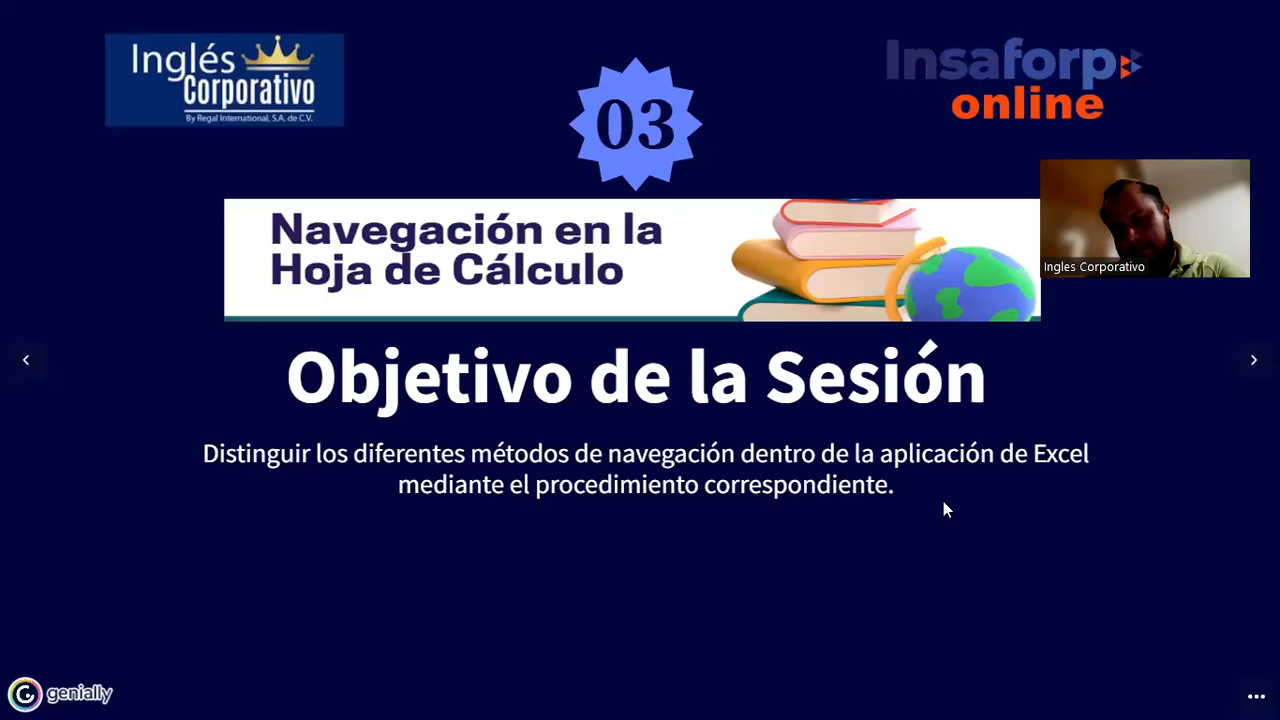 Inglés
Corporativo
By Regal International, S.A. de C.V.
Insaforp
online
03
Navegación en la
Hoja de Cálculo
Ingles Corporativo
Objetivo de la Sesión
Distinguir los diferentes métodos de navegación dentro de la aplicación de Excel
mediante el procedimiento correspondiente.
genially